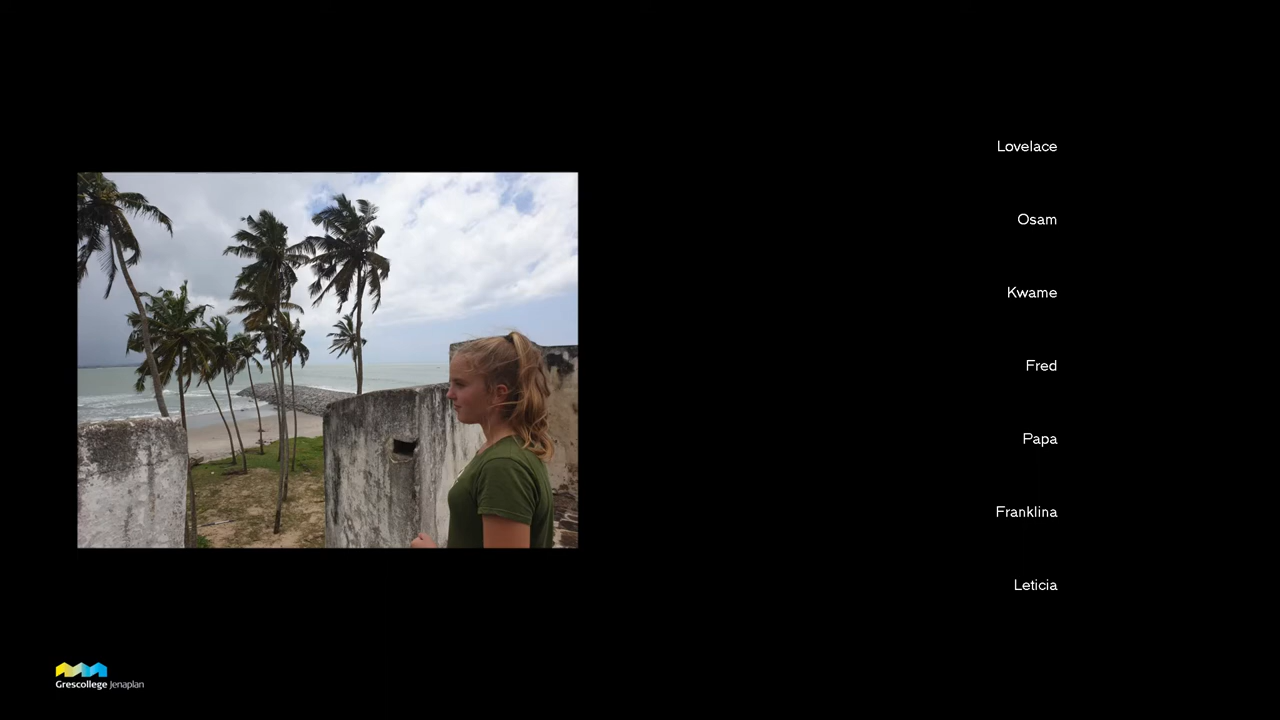 Lovelace
Osam
Kwame
Fred
Papa
Franklina
Leticia
Grescollege Jenaplan